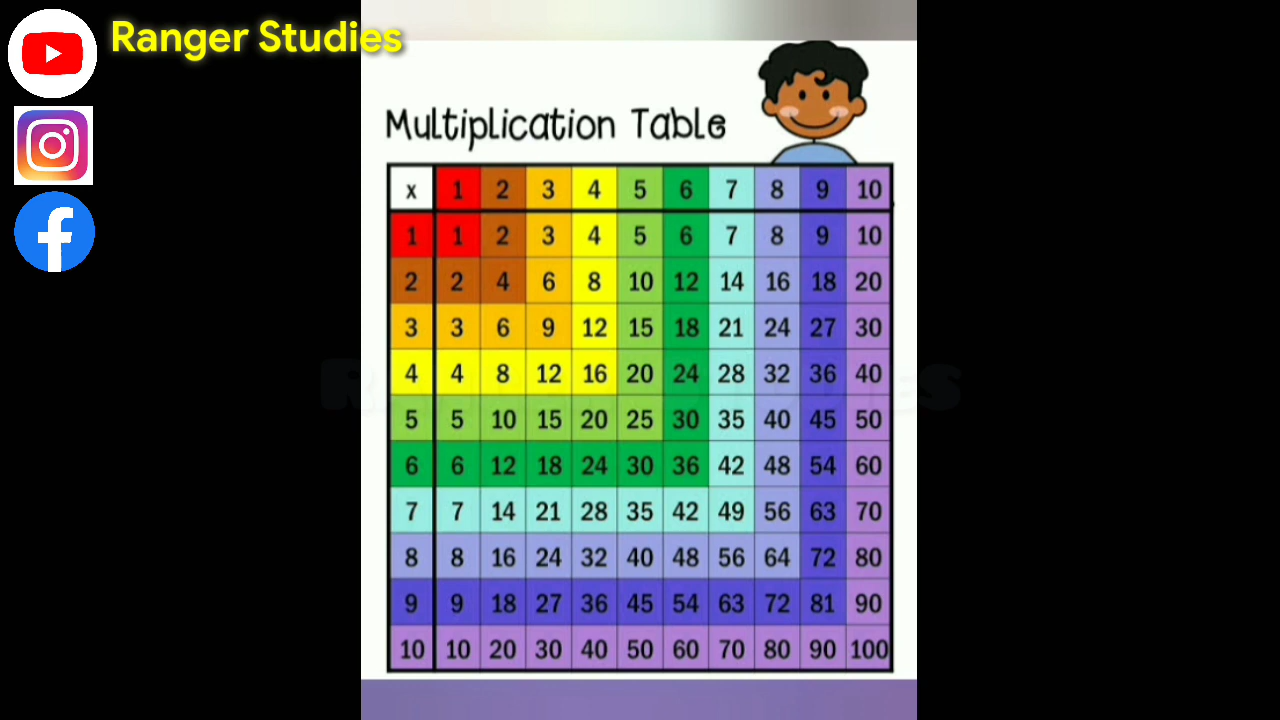 Ranger Studies
Multiplication Table
x 1 2 3 4 5 6 7 8 9 10
1 1 2 3 4 5 6 7 8 9 10
2 2 4 6 8 10 12 14 16 18 20
3 3 6 9 12 15 18 21 24 27 30
4 4 8 12 16 20 24 28 32 36 40
5 5 10 15 20 25 30 35 40 45 50
6 6 12 18 24 30 36 42 48 54 60
7 7 14 21 28 35 42 49 56 63 70
8 8 16 24 32 40 48 56 64 72 80
9 9 18 27 36 45 54 63 72 81 90
10 10 20 30 40 50 60 70 80 90 100